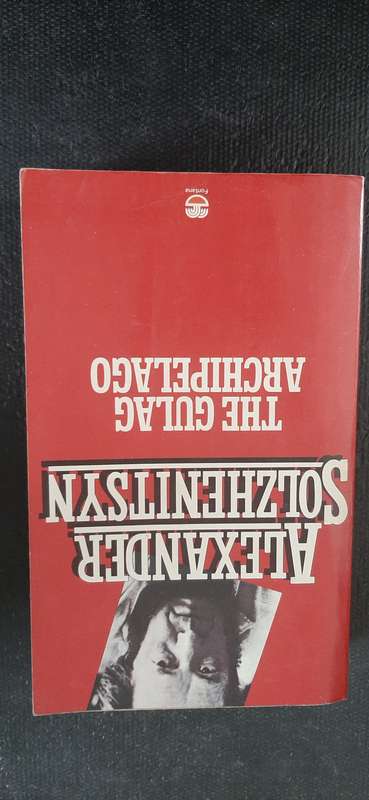 ALEXANDER
SOLZHENITSYN
THE GULAG
ARCHIPELAGO
Fontana